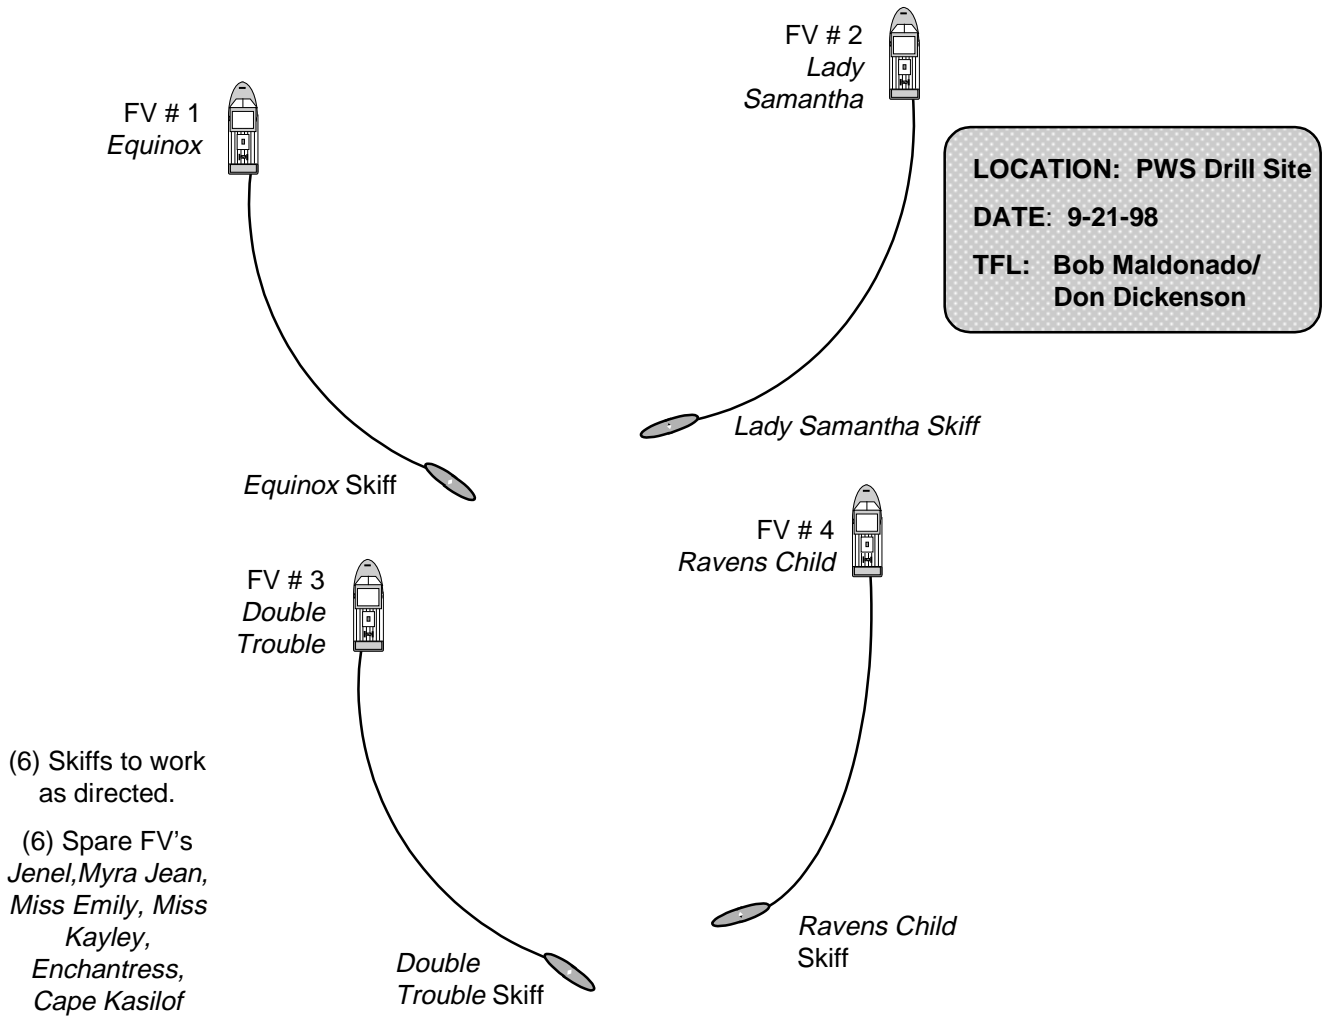 FV # 2
Lady
Samantha
FV # 1
Equinox
LOCATION: PWS Drill Site
DATE: 9-21-98
TFL: Bob Maldonado/
Don Dickenson
Lady Samantha Skiff
Equinox Skiff
FV # 4
Ravens Child
FV # 3
Double
Trouble
(6) Skiffs to work
as directed.
(6) Spare FV's
Jenel,Myra Jean,
Miss Emily, Miss
Kayley,
Enchantress,
Cape Kasilof
Ravens Child
Skiff
Double
Trouble Skiff